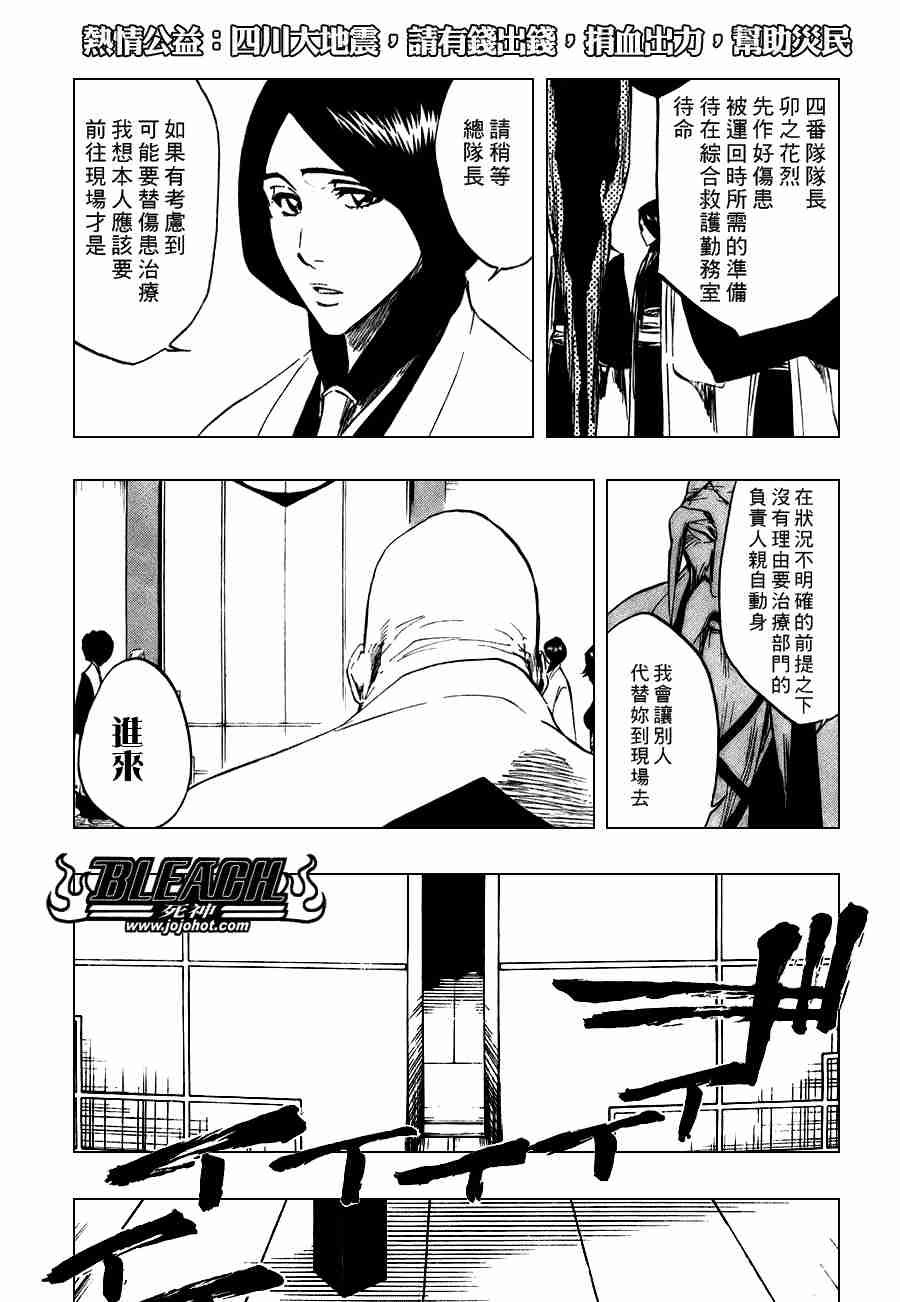 熱情公益：四川大地震，請有錢出錢，捐血出力，幫助災民
四番隊隊長
卯之花烈
先作好傷患
被運回時所需的準備
待在綜合救護勤務室
待命
請稍等
總隊長
如果有考慮到
可能要替傷患治療
我想本人應該要
前往現場才是
在狀況不明確的前提之下
沒有理由要治療部門的
負責人親自動身
我會讓別人
代替妳到現場去
進來
BLEACH
死神
www.jojohot.com